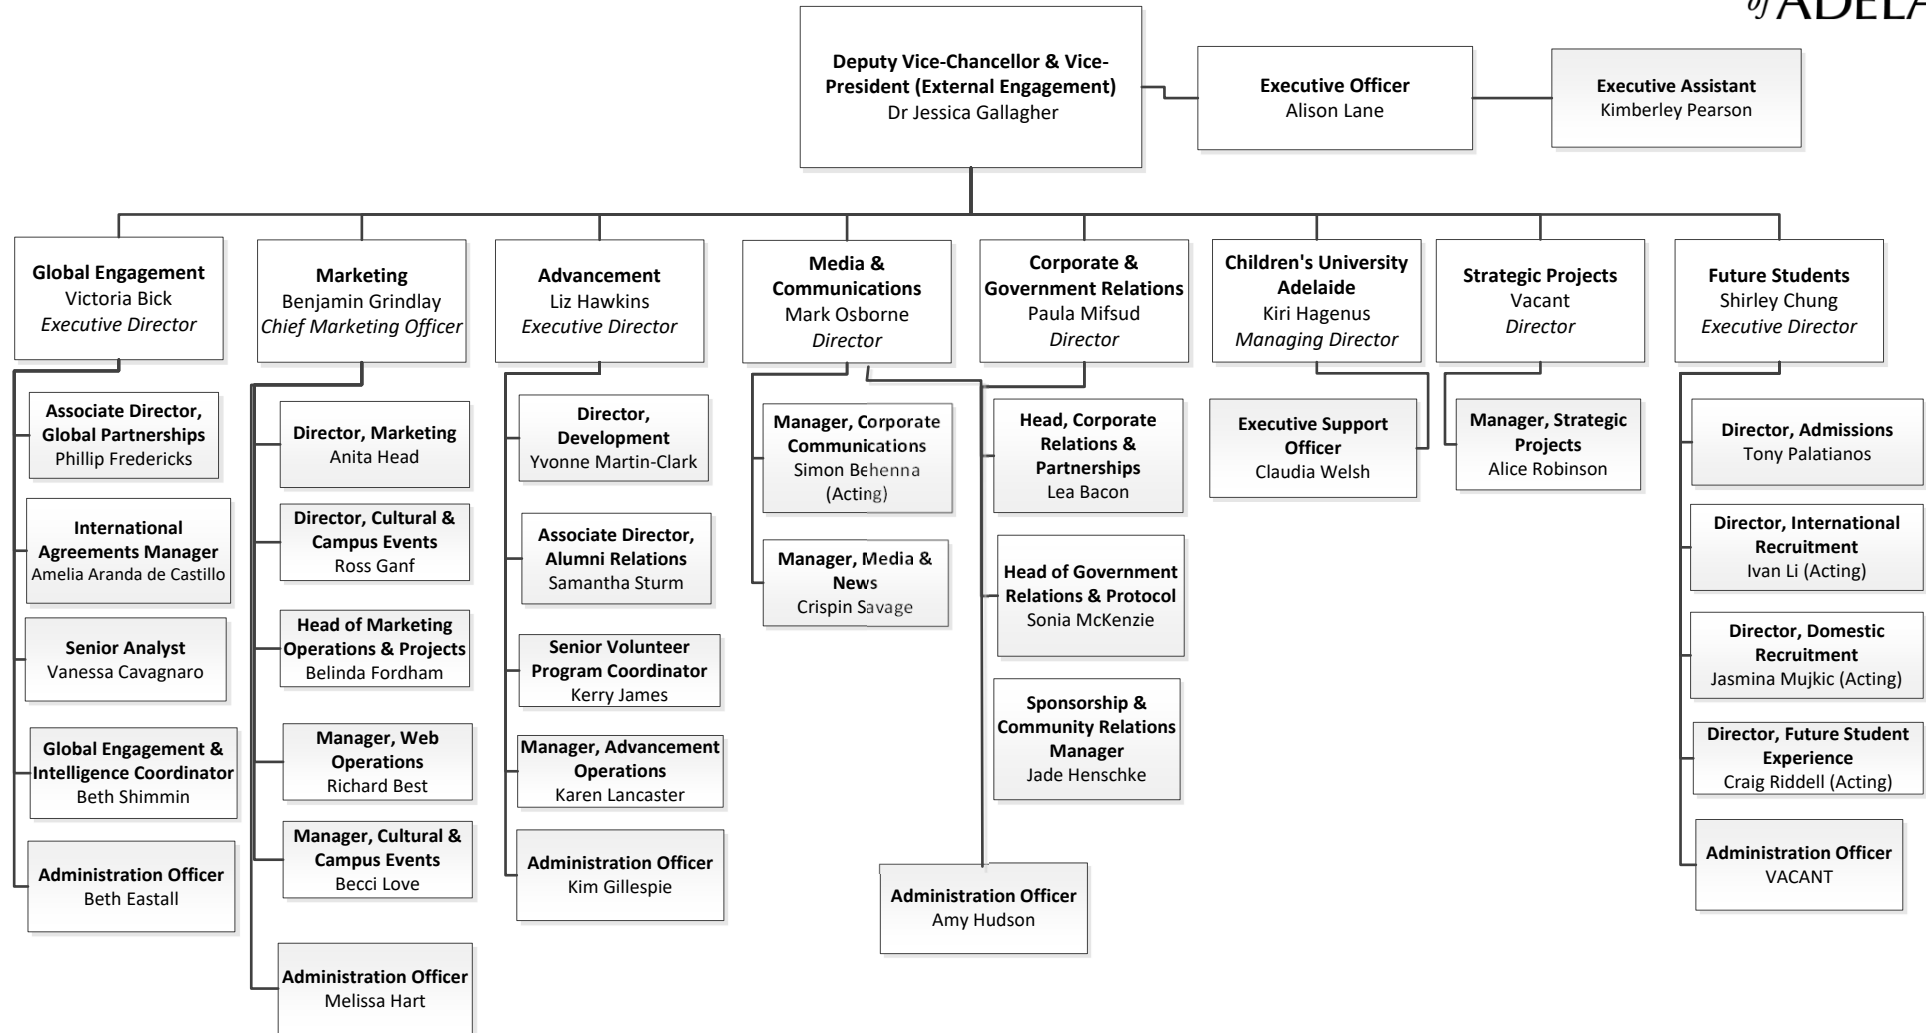 of ADELA
Deputy Vice-Chancellor & Vice-
President (External Engagement)
Dr Jessica Gallagher
Executive Officer
Alison Lane
Executive Assistant
Kimberley Pearson
Global Engagement
Victoria Bick
Executive Director
Marketing
Benjamin Grindlay
Chief Marketing Officer
Advancement
Liz Hawkins
Executive Director
Media &
Communications
Mark Osborne
Director
Corporate &
Government Relations
Paula Mifsud
Director
Children's University
Adelaide
Kiri Hagenus
Managing Director
Strategic Projects
Vacant
Director
Future Students
Shirley Chung
Executive Director
Associate Director,
Global Partnerships
Phillip Fredericks
International
Agreements Manager
Amelia Aranda de Castillo
Senior Analyst
Vanessa Cavagnaro
Global Engagement &
Intelligence Coordinator
Beth Shimmin
Administration Officer
Beth Eastall
Director, Marketing
Anita Head
Director, Cultural &
Campus Events
Ross Ganf
Head of Marketing
Operations & Projects
Belinda Fordham
Manager, Web
Operations
Richard Best
Manager, Cultural &
Campus Events
Becci Love
Administration Officer
Melissa Hart
Director,
Development
Yvonne Martin-Clark
Associate Director,
Alumni Relations
Samantha Sturm
Senior Volunteer
Program Coordinator
Kerry James
Manager, Advancement
Operations
Karen Lancaster
Administration Officer
Kim Gillespie
Manager, Corporate
Communications
Simon Behenna
(Acting)
Manager, Media &
News
Crispin Savage
Head, Corporate
Relations &
Partnerships
Lea Bacon
Head of Government
Relations & Protocol
Sonia McKenzie
Sponsorship &
Community Relations
Manager
Jade Henschke
Administration Officer
Amy Hudson
Executive Support
Officer
Claudia Welsh
Manager, Strategic
Projects
Alice Robinson
Director, Admissions
Tony Palatianos
Director, International
Recruitment
Ivan Li (Acting)
Director, Domestic
Recruitment
Jasmina Mujkic (Acting)
Director, Future Student
Experience
Craig Riddell (Acting)
Administration Officer
VACANT